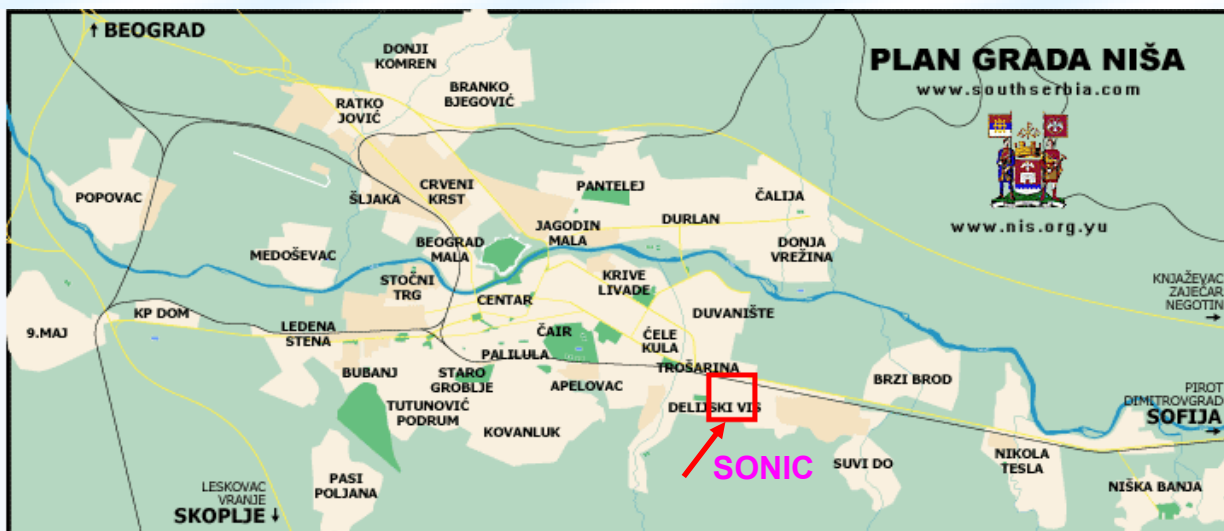 ↑ BEOGRAD
PLAN GRADA NIŠA
www.southserbia.com
www.nis.org.yu
DONJI
KOMREN
BRANKO
BJEGOVIĆ
RATKO
JOVIĆ
POPOVAC
ŠLJAKA
CRVENI
KRST
PANTELEJ
ČALIJA
DURLAN
JAGODIN
MALA
BEOGRAD
MALA
MEDOŠEVAC
DONJA
VREŽINA
STOČNI
TRG
KRIVE
LIVADE
CENTAR
KNJAŽEVAC
ZAJEČAR
NEGOTIN
→
KP DOM
9.MAJ
LEDENA
STENA
DUVANIŠTE
ČAIR
ĆELE
KULA
PALILULA
TROŠARINA
BUBANJ
STARO
GROBLJE
APELOVAC
BRZI BROD
PIROT
DIMITROVGRAD
SOFIJA
→
TUTUNOVIĆ
PODRUM
DELIJSKI VIS
KOVANLUK
SONIC
SUVI DO
NIKOLA
TESLA
PASI
POLJANA
NIŠKA BANJA
LESKOVAC
VRANJE
SKOPLJE ↓